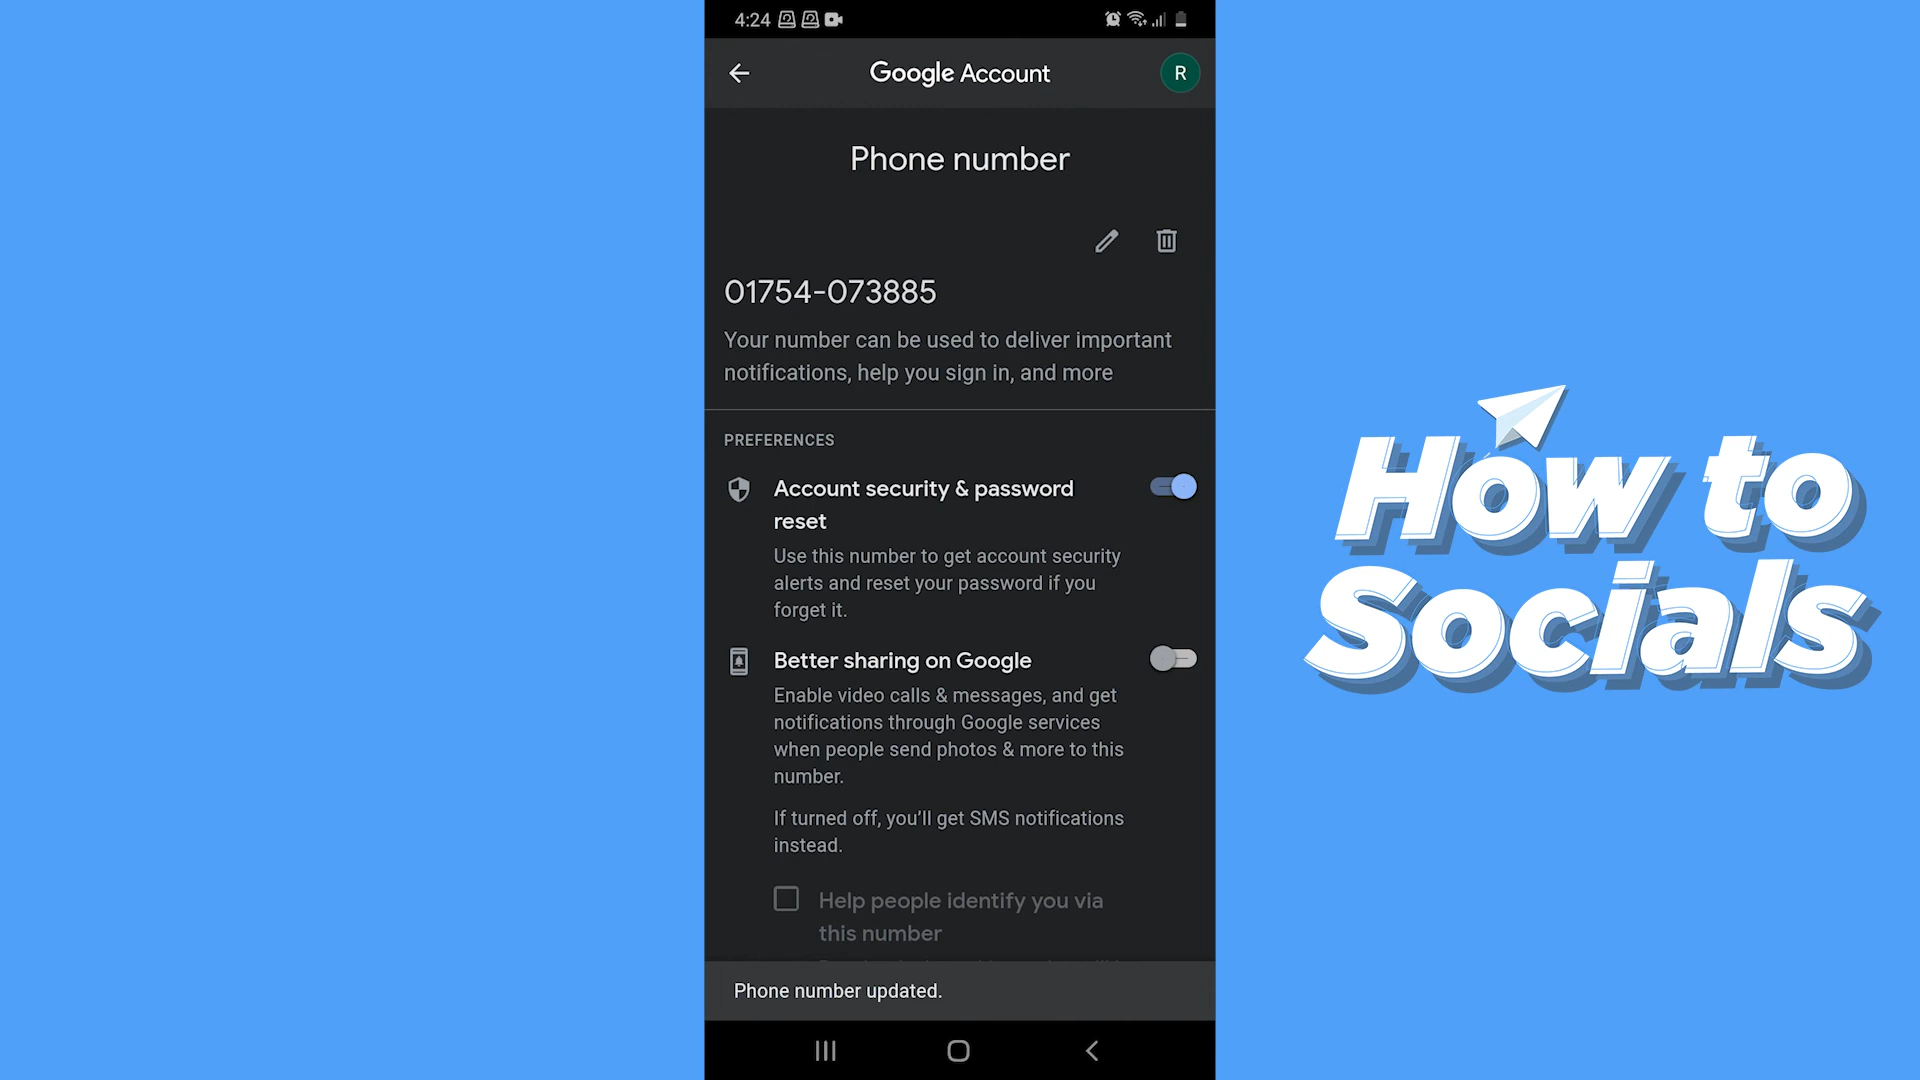 4:24
Google Account
R
Phone number
01754-073885
Your number can be used to deliver important
notifications, help you sign in, and more
PREFERENCES
Account security & password
reset
Use this number to get account security
alerts and reset your password if you
forget it.
Better sharing on Google
Enable video calls & messages, and get
notifications through Google services
when people send photos & more to this
number.
If turned off, you’ll get SMS notifications
instead.
Help people identify you via
this number
Phone number updated.
How to
Socials